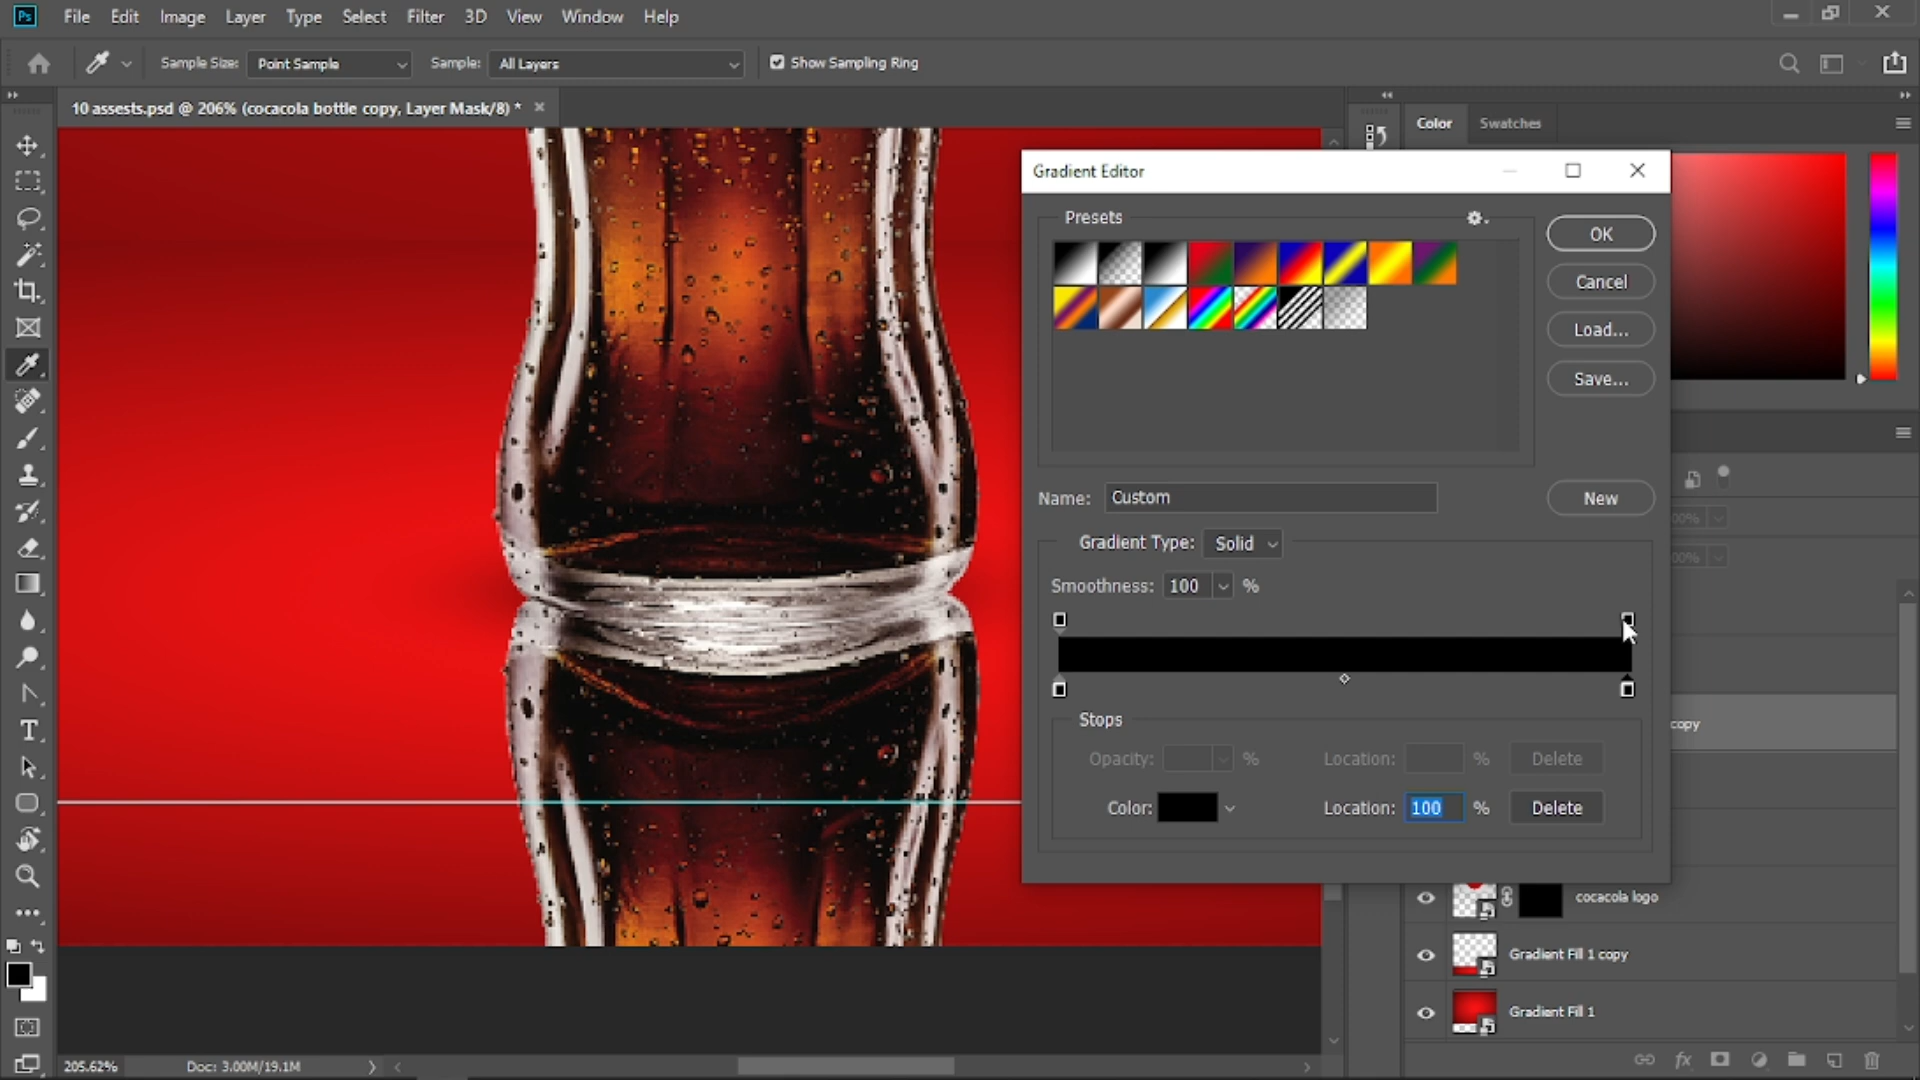 Ps File Edit Image Layer Type Select Filter 3D View Window Help
Sample Size: Point Sample Sample: All Layers Show Sampling Ring
10 assests.psd @ 206% (cocacola bottle copy, Layer Mask/8) *
Color Swatches
Gradient Editor
Presets
OK
Cancel
Load...
Save...
Name: Custom
New
Gradient Type: Solid
Smoothness: 100 %
Stops
Opacity: % Location: % Delete
Color: Location: 100 % Delete
copy
cocacola logo
Gradient Fill 1 copy
Gradient Fill 1
205.62% Doc: 3.00M/19.1M